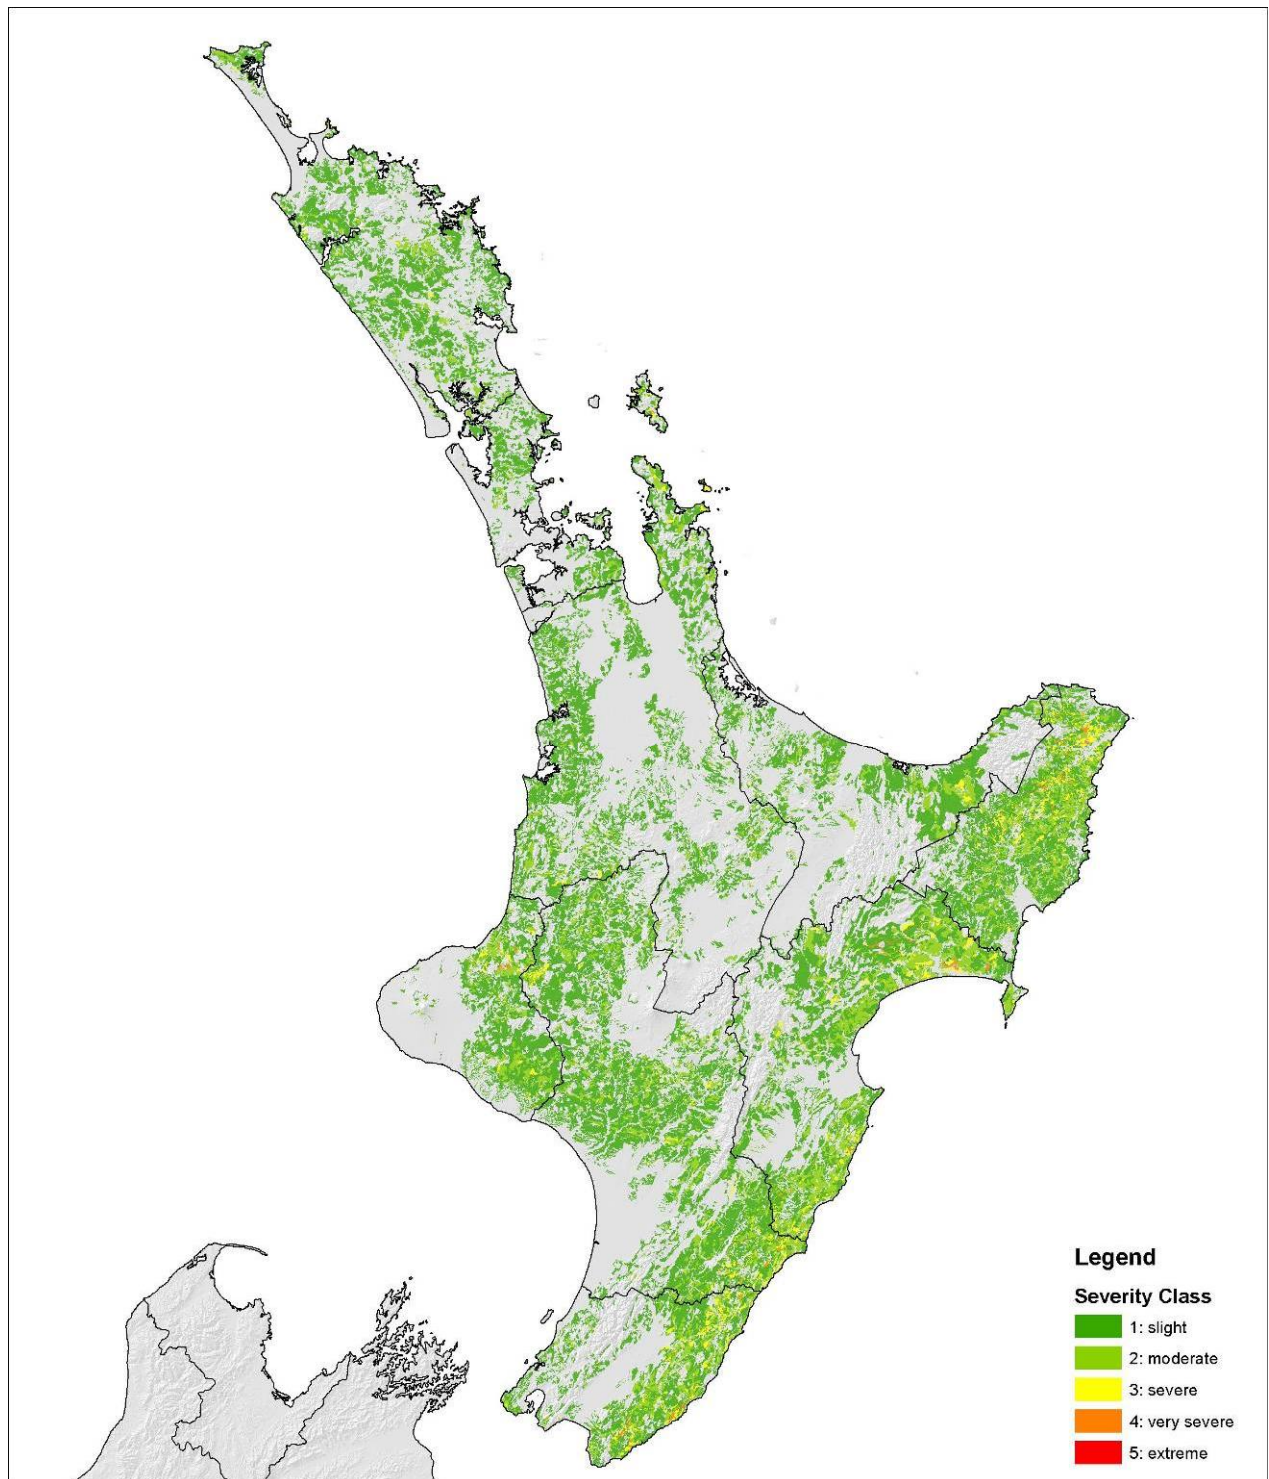 Legend
Severity Class
1: slight
2: moderate
3: severe
4: very severe
5: extreme